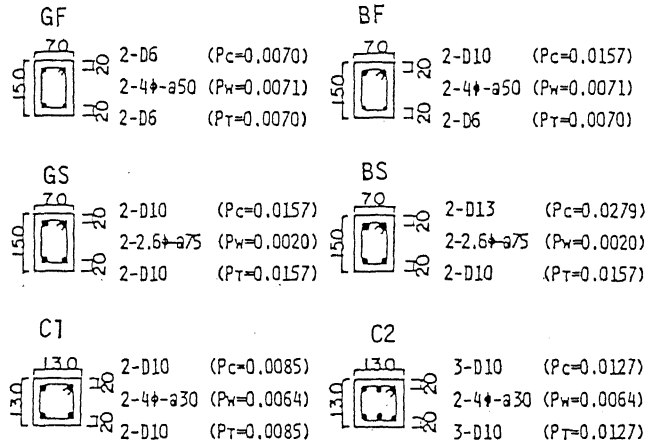 GF
70
150
20
20
2-D6 (Pc=0.0070)
2-4φ-a50 (Pw=0.0071)
2-D6 (PT=0.0070)
BF
70
150
20
20
2-D10 (Pc=0.0157)
2-4φ-a50 (Pw=0.0071)
2-D6 (PT=0.0070)
GS
70
150
20
20
2-D10 (Pc=0.0157)
2-2.6φ-a75 (Pw=0.0020)
2-D10 (PT=0.0157)
BS
70
150
20
20
2-D13 (Pc=0.0279)
2-2.6φ-a75 (Pw=0.0020)
2-D10 (PT=0.0157)
C1
130
130
20
20
2-D10 (Pc=0.0085)
2-4φ-a30 (Pw=0.0064)
2-D10 (PT=0.0085)
C2
130
130
20
20
3-D10 (Pc=0.0127)
2-4φ-a30 (Pw=0.0064)
3-D10 (PT=0.0127)